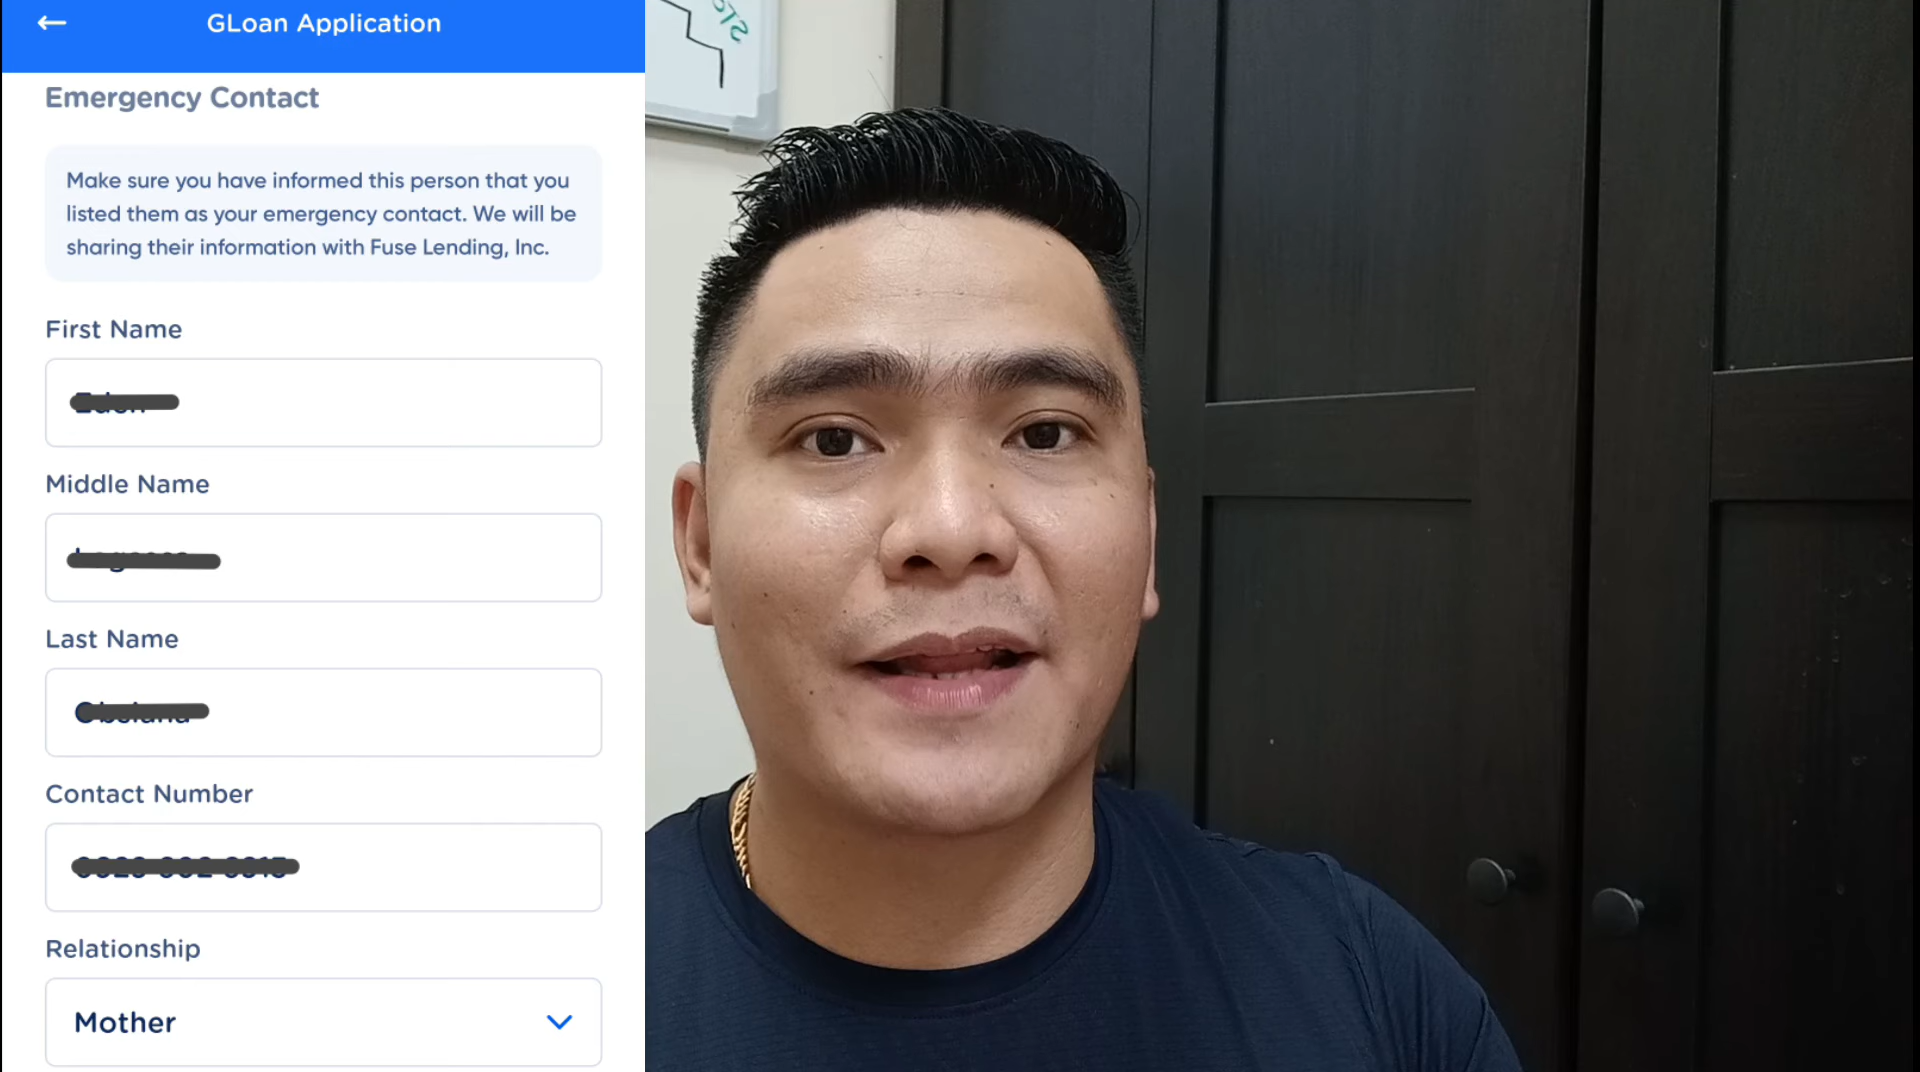 GLoan Application
Emergency Contact
Make sure you have informed this person that you
listed them as your emergency contact. We will be
sharing their information with Fuse Lending, Inc.
First Name
Middle Name
Last Name
Contact Number
Relationship
Mother